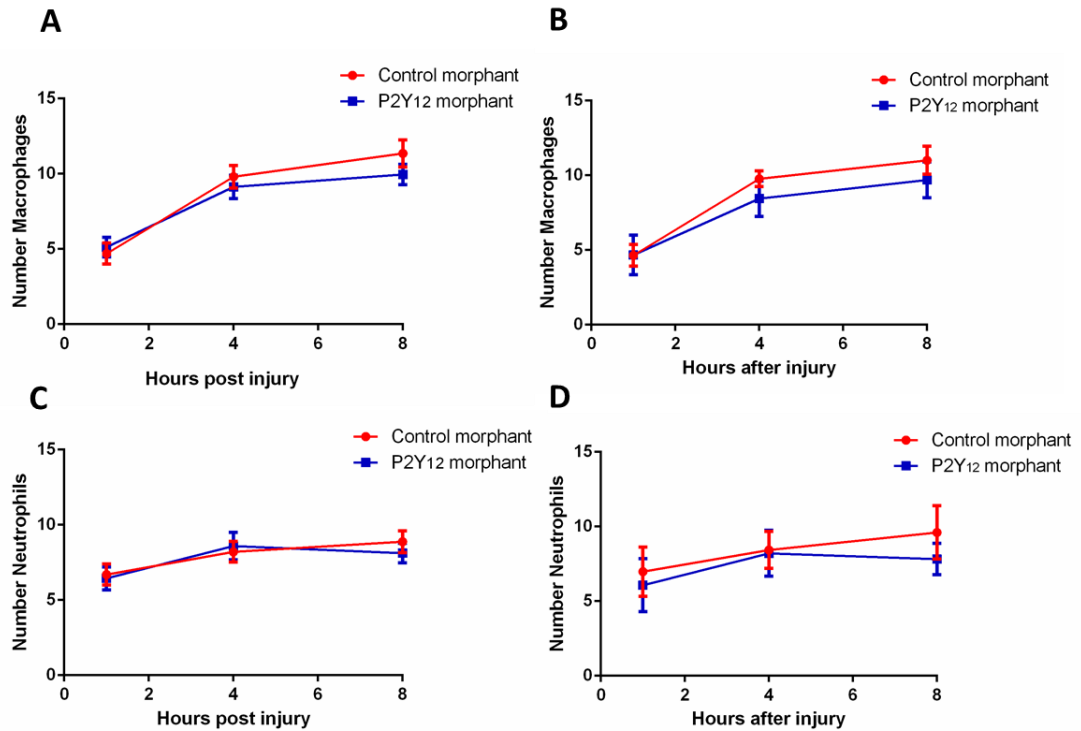 A
Control morphant
P2Y12 morphant
15
10
5
0
Number Macrophages
0 2 4 6 8
Hours post injury
B
Control morphant
P2Y12 morphant
15
10
5
0
Number Macrophages
0 2 4 6 8
Hours after injury
C
Control morphant
P2Y12 morphant
15
10
5
0
Number Neutrophils
0 2 4 6 8
Hours post injury
D
Control morphant
P2Y12 morphant
15
10
5
0
Number Neutrophils
0 2 4 6 8
Hours after injury